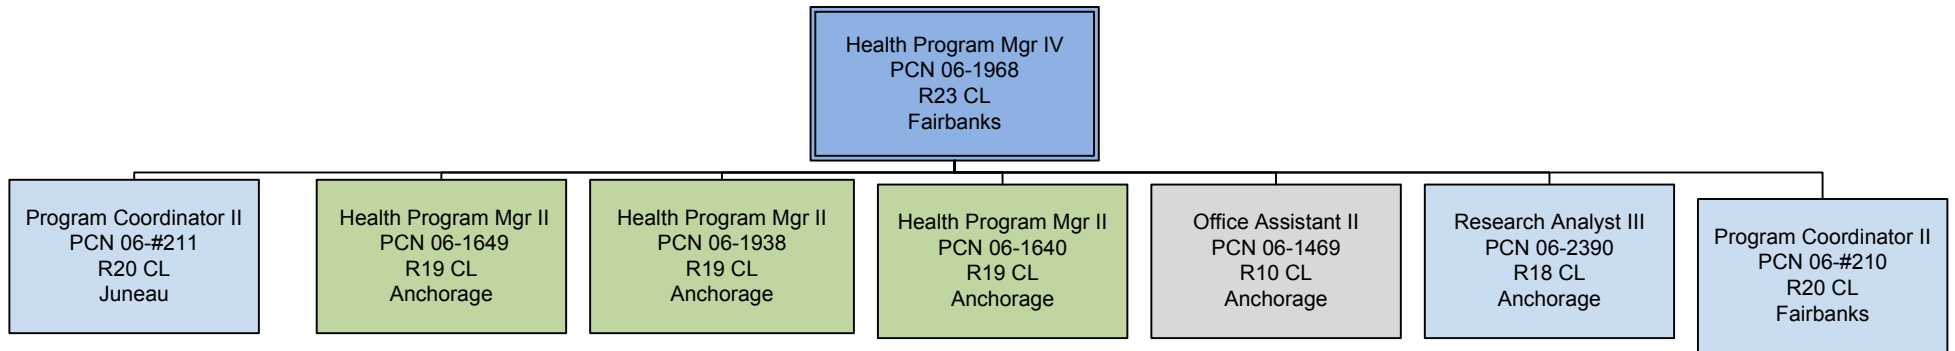 Health Program Mgr IV
PCN 06-1968
R23 CL
Fairbanks
Program Coordinator II
PCN 06-#211
R20 CL
Juneau
Health Program Mgr II
PCN 06-1649
R19 CL
Anchorage
Health Program Mgr II
PCN 06-1938
R19 CL
Anchorage
Health Program Mgr II
PCN 06-1640
R19 CL
Anchorage
Office Assistant II
PCN 06-1469
R10 CL
Anchorage
Research Analyst III
PCN 06-2390
R18 CL
Anchorage
Program Coordinator II
PCN 06-#210
R20 CL
Fairbanks